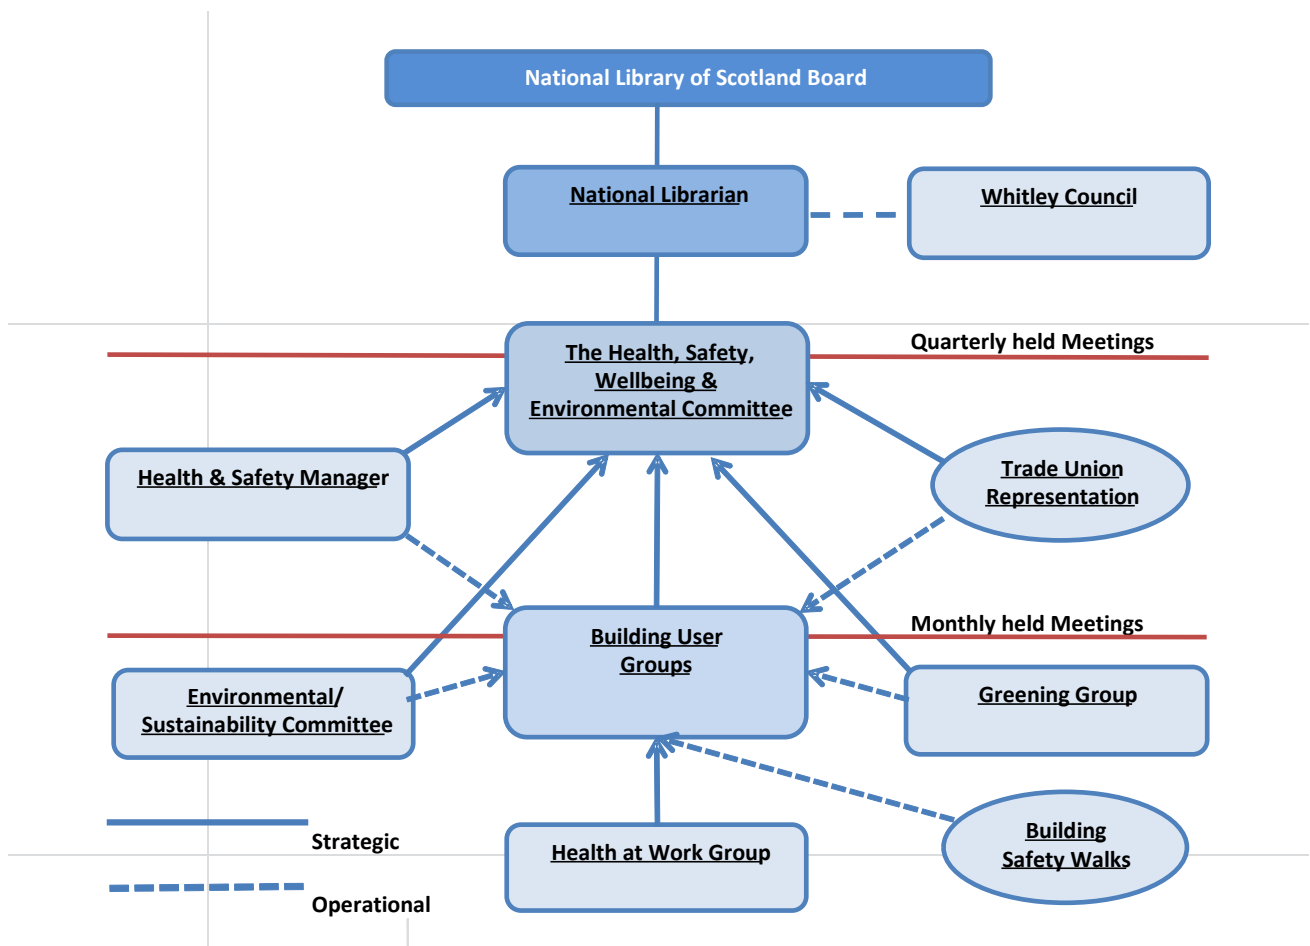 National Library of Scotland Board
National Librarian
Whitley Council
Quarterly held Meetings
The Health, Safety,
Wellbeing &
Environmental Committee
Health & Safety Manager
Trade Union
Representation
Monthly held Meetings
Building User
Groups
Environmental/
Sustainability Committee
Greening Group
Strategic
Health at Work Group
Building
Safety Walks
Operational